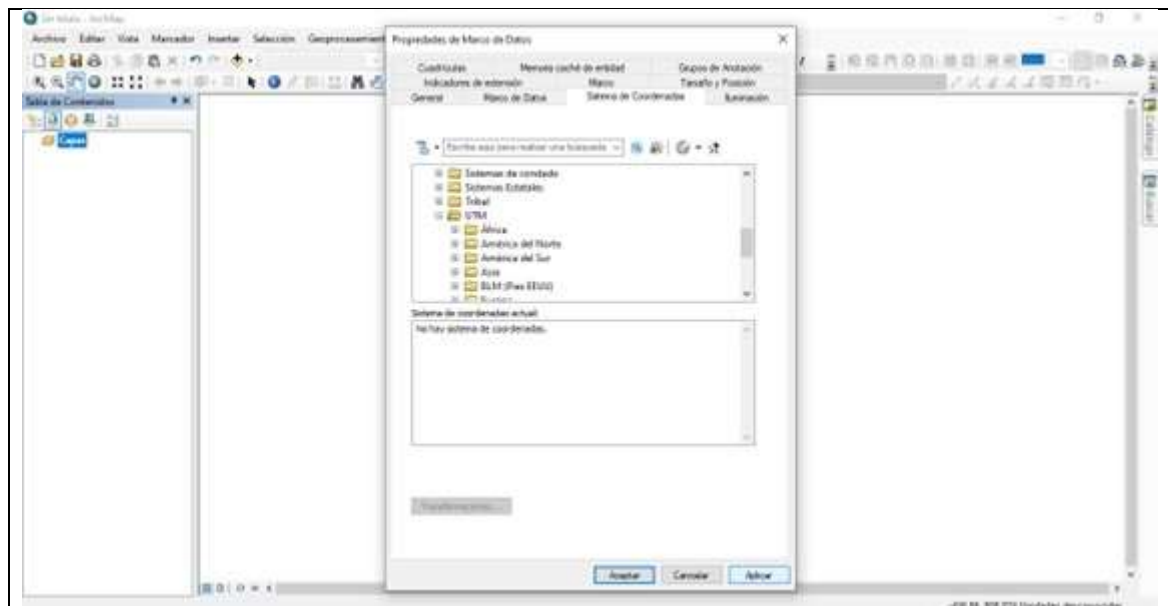 Sin título - ArcMap
Archivo Editar Vista Marcador Insertar Selección Geoprocesamiento
Propiedades de Marco de Datos
Cuadrículas Memoria caché de entidad Grupos de Anotación
Indicadores de extensión Marco Tamaño y Posición
General Marco de Datos Sistema de Coordenadas Iluminación
Tabla de Contenidos
Capas
Escriba aquí para realizar una búsqueda
Sistemas de condado
Sistemas Estatales
Tribal
UTM
África
América del Norte
América del Sur
Asia
BLM (Pies EEUU)
Sistema de coordenadas actual:
No hay sistema de coordenadas.
Transformaciones...
Aceptar Cancelar Aplicar
Catálogo
Buscar
Unidades desconocidas